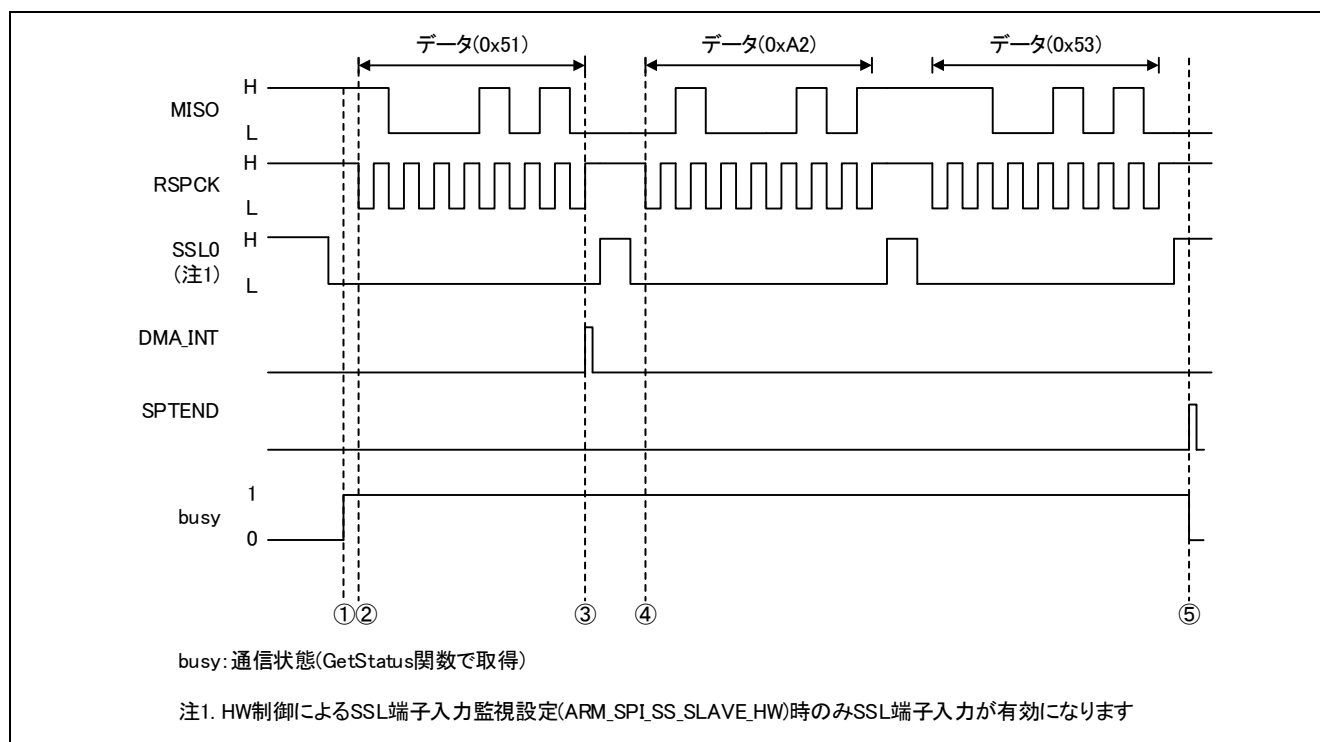 データ(0x51)
データ(0xA2)
データ(0x53)
H
MISO
L
H
RSPCK
L
H
SSL0
(注1)
L
DMA_INT
SPTEND
1
busy
0
①②
③
④
⑤
busy:通信状態(GetStatus関数で取得)
注1. HW制御によるSSL端子入力監視設定(ARM_SPI_SS_SLAVE_HW)時のみSSL端子入力が有効になります